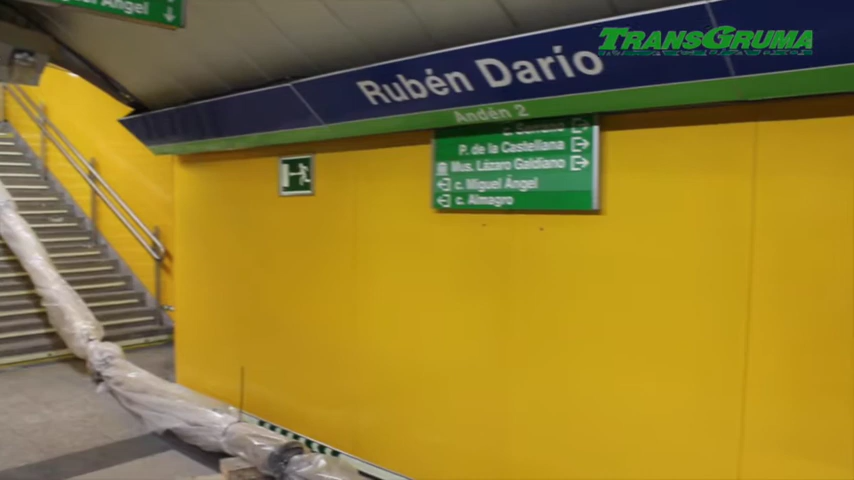 Ángel
TRANSGRUMA
Rubén Darío
Andén 2
P. de la Castellana
Mus. Lázaro Galdiano
c. Miguel Ángel
c. Almagro